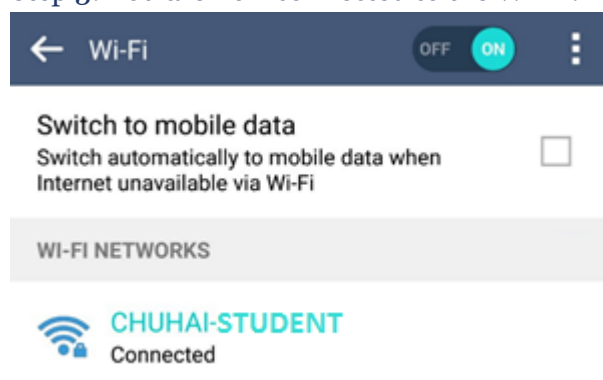 Wi-Fi OFF ON
Switch to mobile data
Switch automatically to mobile data when
Internet unavailable via Wi-Fi
WI-FI NETWORKS
CHUHAI-STUDENT
Connected